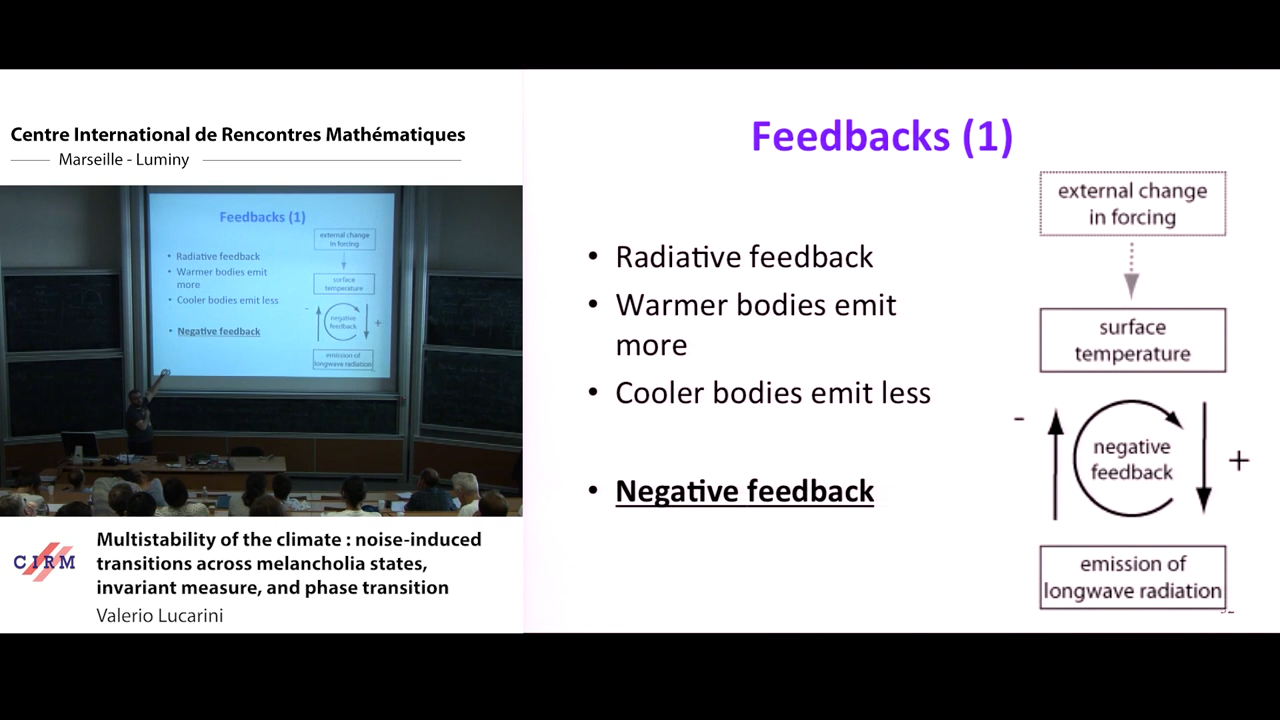 Centre International de Rencontres Mathématiques
Marseille - Luminy
Feedbacks (1)
• Radiative feedback
• Warmer bodies emit
more
• Cooler bodies emit less
• Negative feedback
external change
in forcing
surface
temperature
-
negative
feedback
+
emission of
longwave radiation
CIRM
Multistability of the climate : noise-induced
transitions across melancholia states,
invariant measure, and phase transition
Valerio Lucarini
Feedbacks (1)
• Radiative feedback
• Warmer bodies emit
more
• Cooler bodies emit less
• Negative feedback
external change
in forcing
surface
temperature
-
negative
feedback
+
emission of
longwave radiation